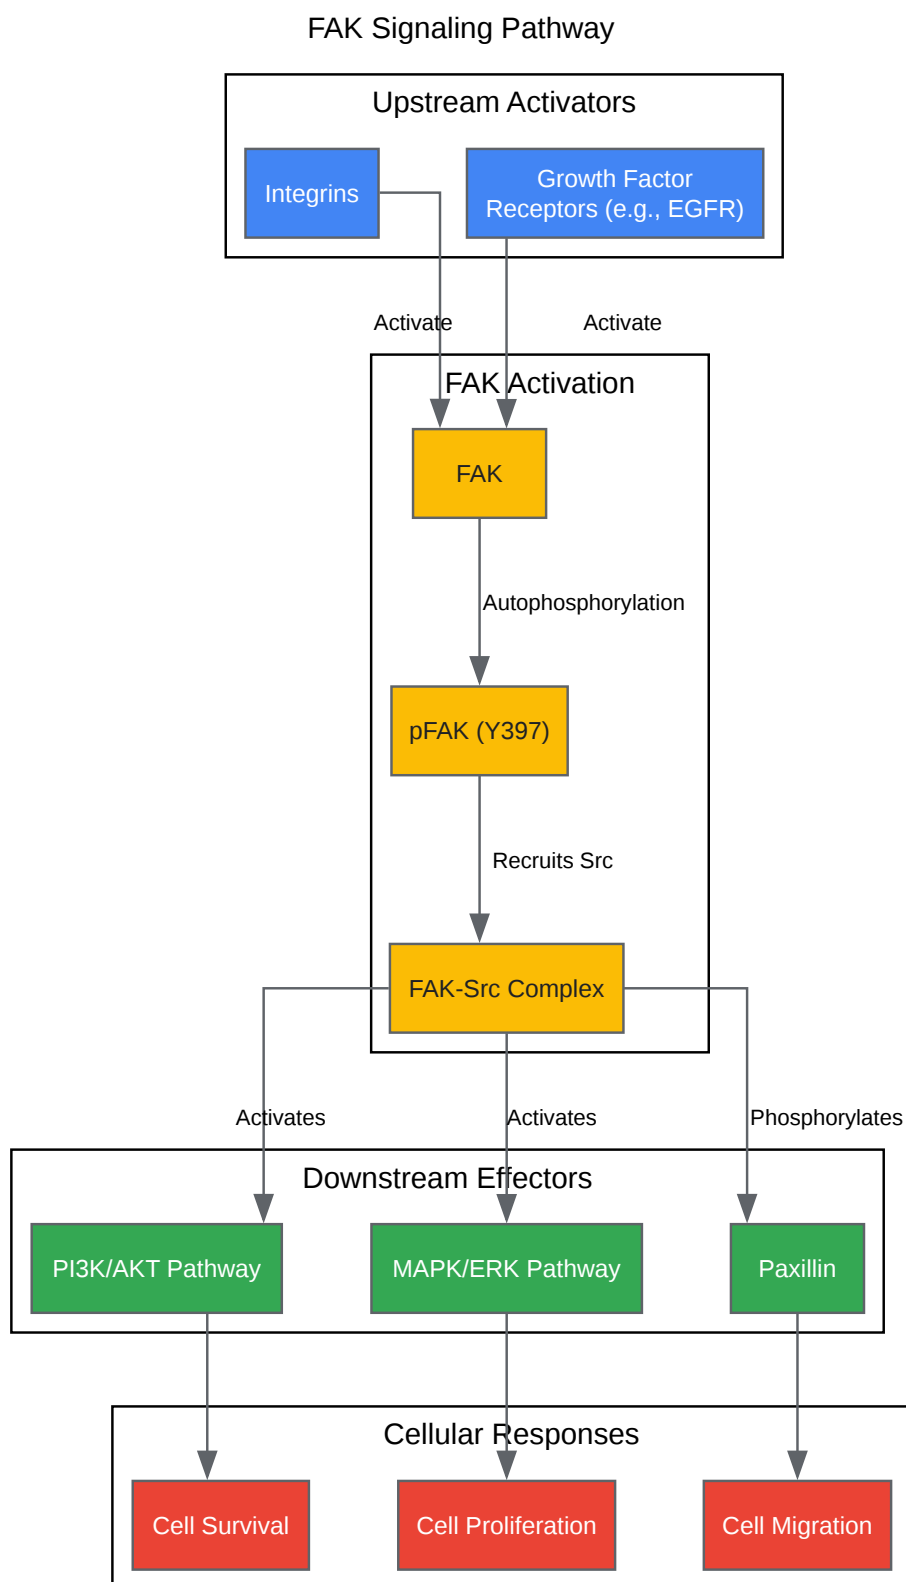 FAK Signaling Pathway
Upstream Activators
Integrins
Growth Factor
Receptors (e.g., EGFR)
Activate
Activate
FAK Activation
FAK
Autophosphorylation
pFAK (Y397)
Recruits Src
FAK-Src Complex
Activates
Activates
Phosphorylates
Downstream Effectors
PI3K/AKT Pathway
MAPK/ERK Pathway
Paxillin
Cellular Responses
Cell Survival
Cell Proliferation
Cell Migration